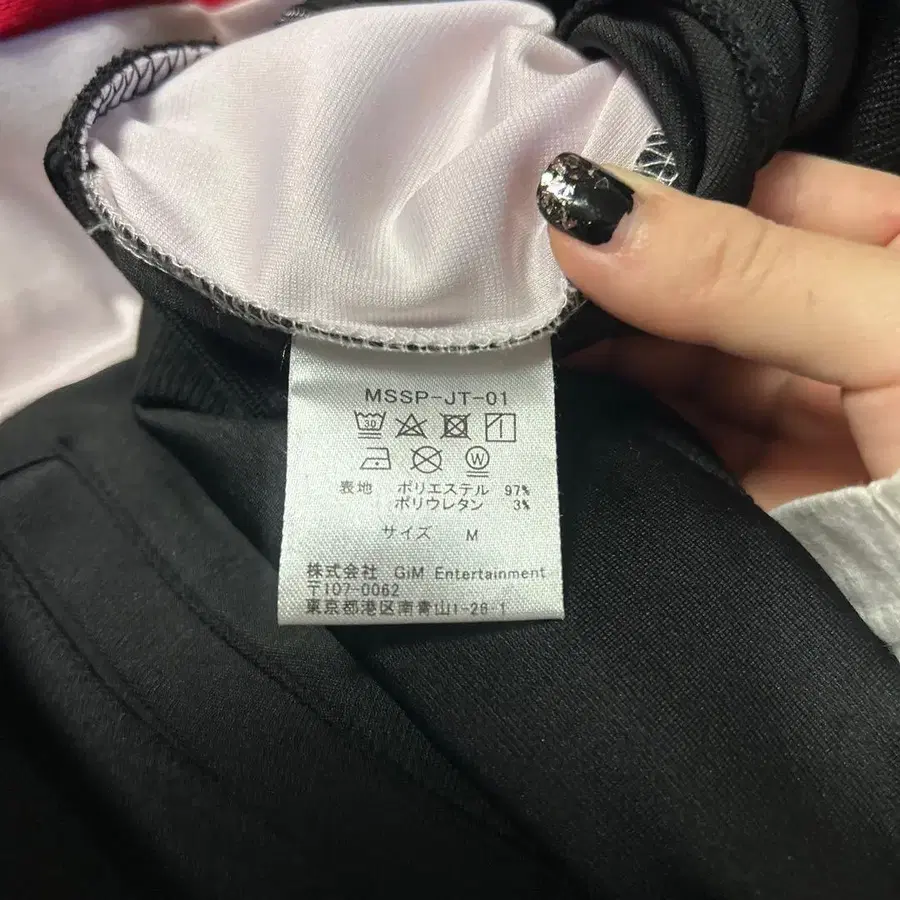 MSSP-JT-01
30
W
表地 ポリエステル 97%
ポリウレタン 3%
サイズ M
株式会社 GiM Entertainment
〒107-0062
東京都港区南青山1-26-1